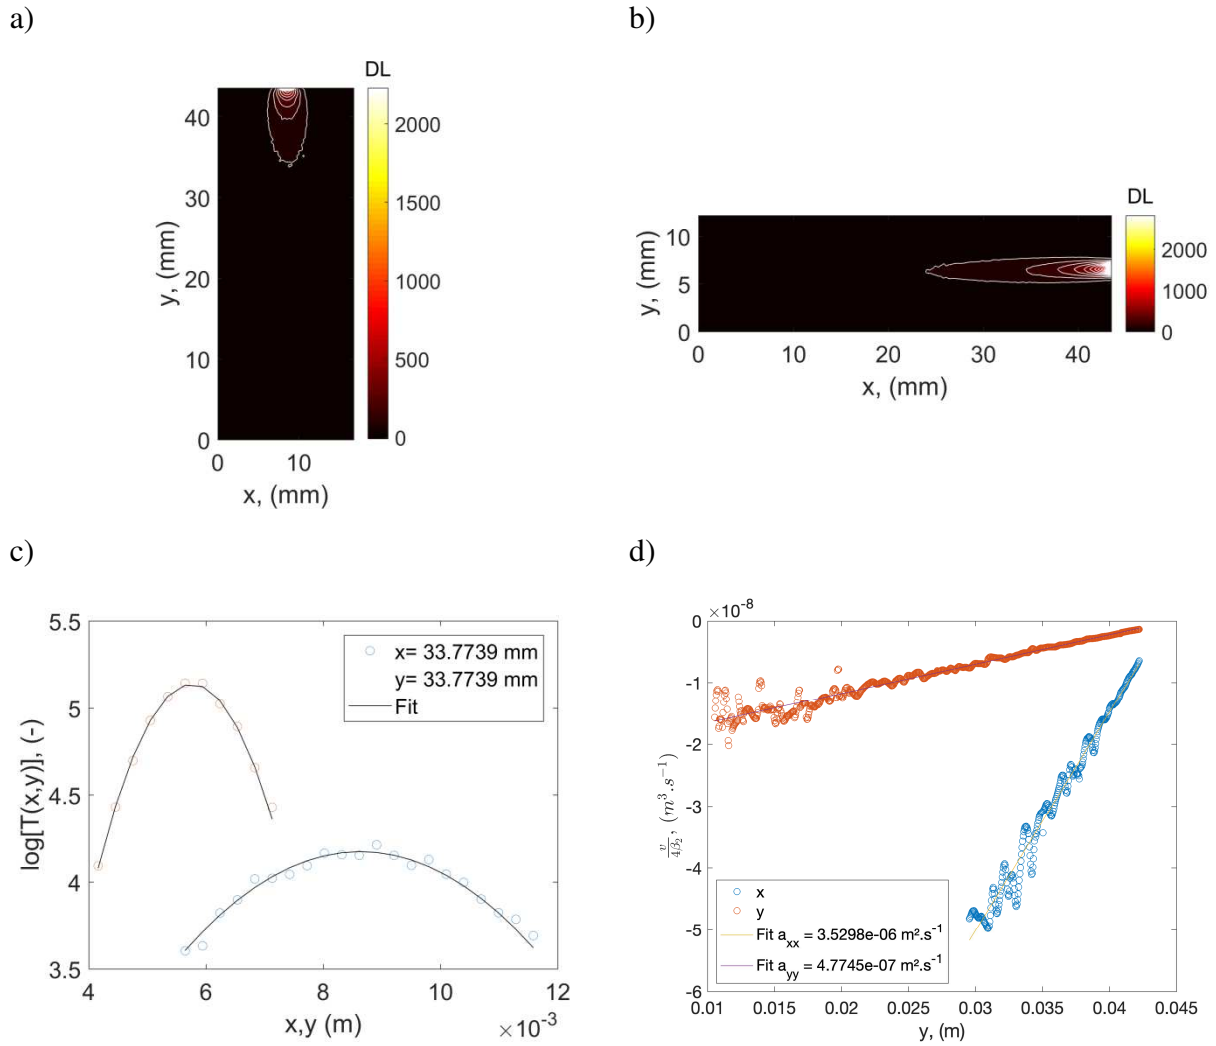 a)
DL
40
30
20
10
0
0 10
2000
1500
1000
500
0
y, (mm)
x, (mm)
b)
DL
10
5
0
0 10 20 30 40
2000
1000
0
y, (mm)
x, (mm)
c)
5.5
5
4.5
4
3.5
4 6 8 10 12
×10⁻³
log[T(x,y)], (-)
x,y (m)
x= 33.7739 mm
y= 33.7739 mm
Fit
d)
×10⁻⁸
0
-1
-2
-3
-4
-5
-6
0.01 0.015 0.02 0.025 0.03 0.035 0.04 0.045
v/4β₂, (m³.s⁻¹)
y, (m)
x
y
Fit aₓₓ = 3.5298e-06 m².s⁻¹
Fit a_yy = 4.7745e-07 m².s⁻¹